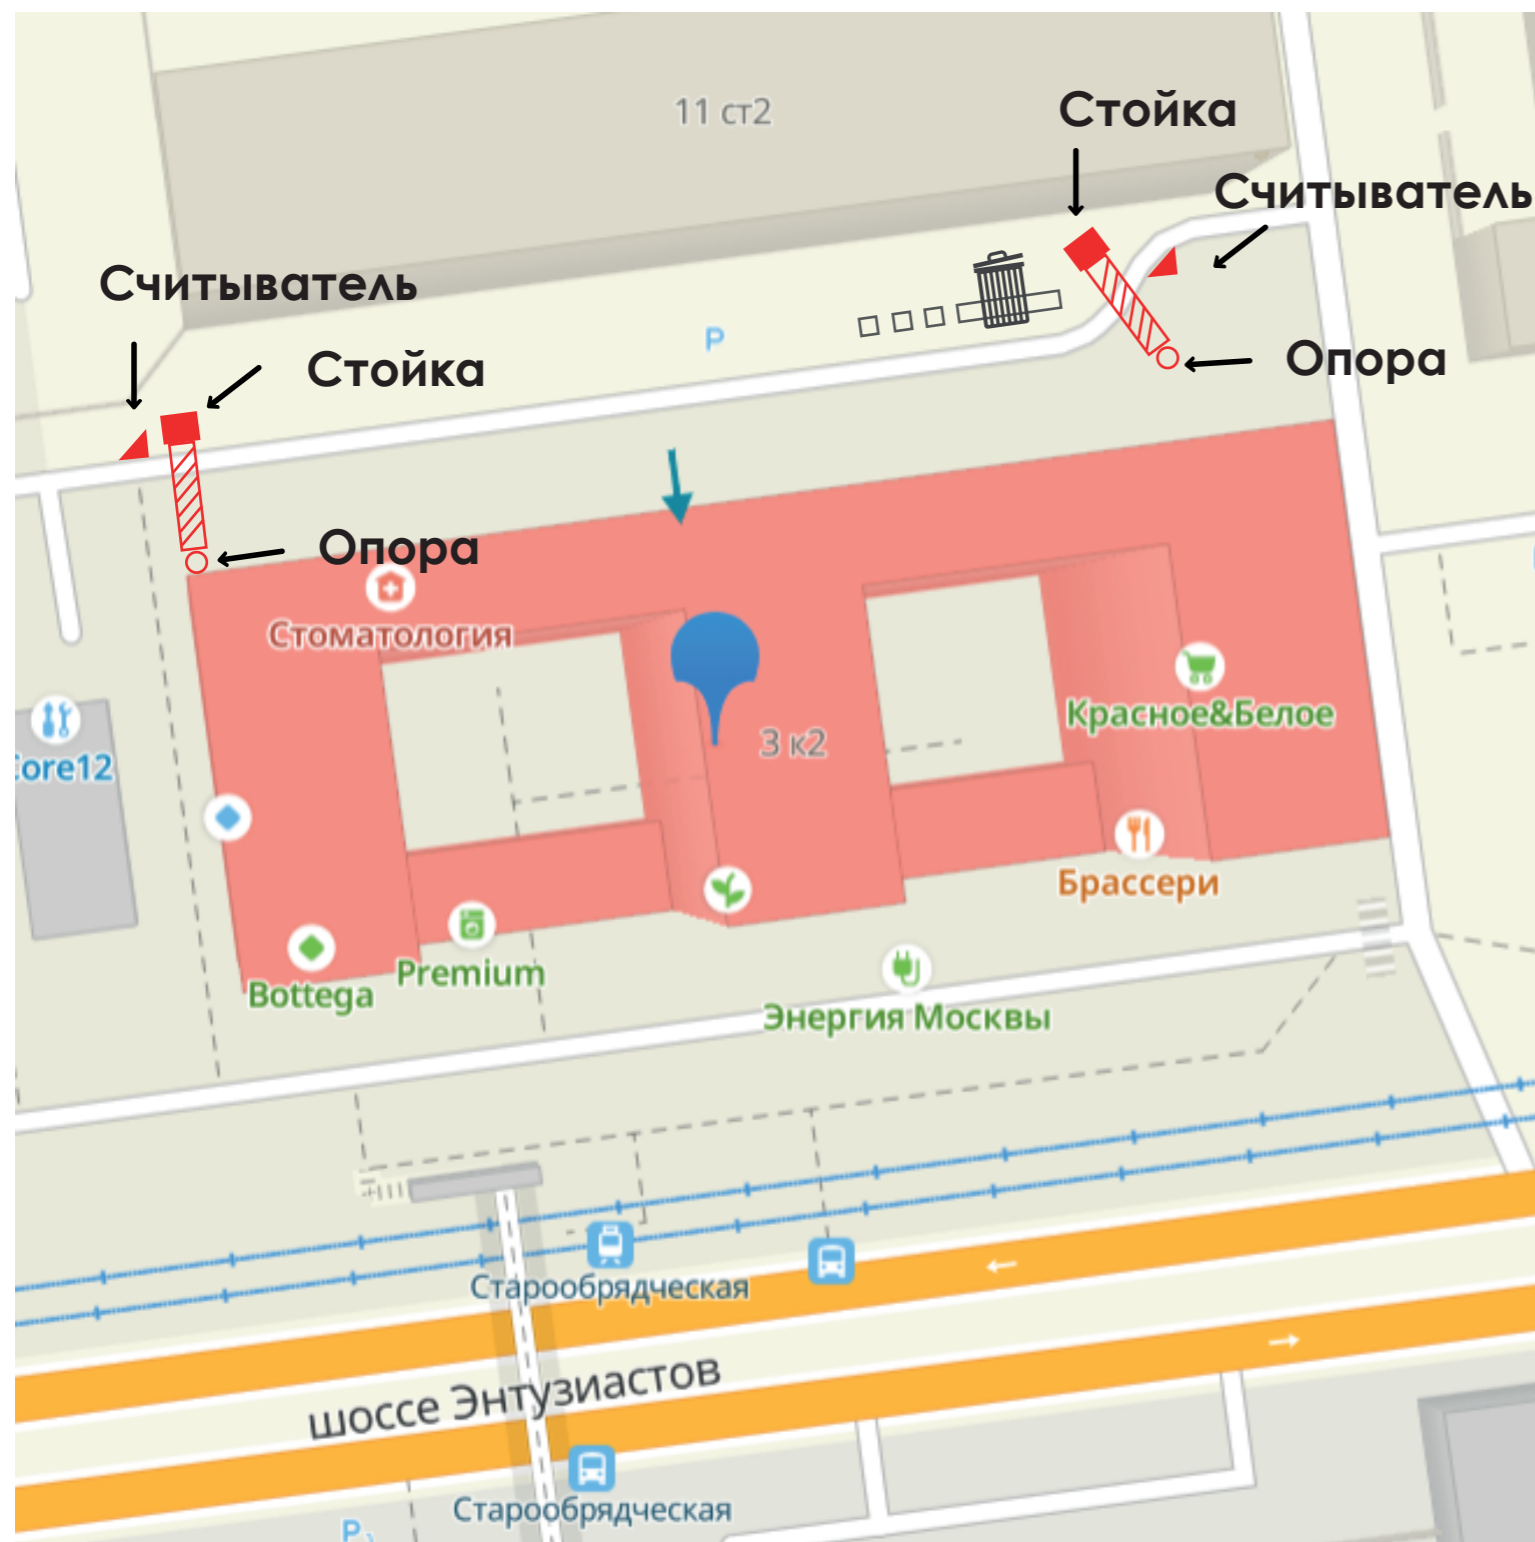 11 ст2
Стойка
Считыватель
Считыватель
P
Стойка
Опора
Опора
Стоматология
Красное&Белое
3 к2
Core12
Брассери
Premium
Bottega
Энергия Москвы
Старообрядческая
шоссе Энтузиастов
Старообрядческая
P